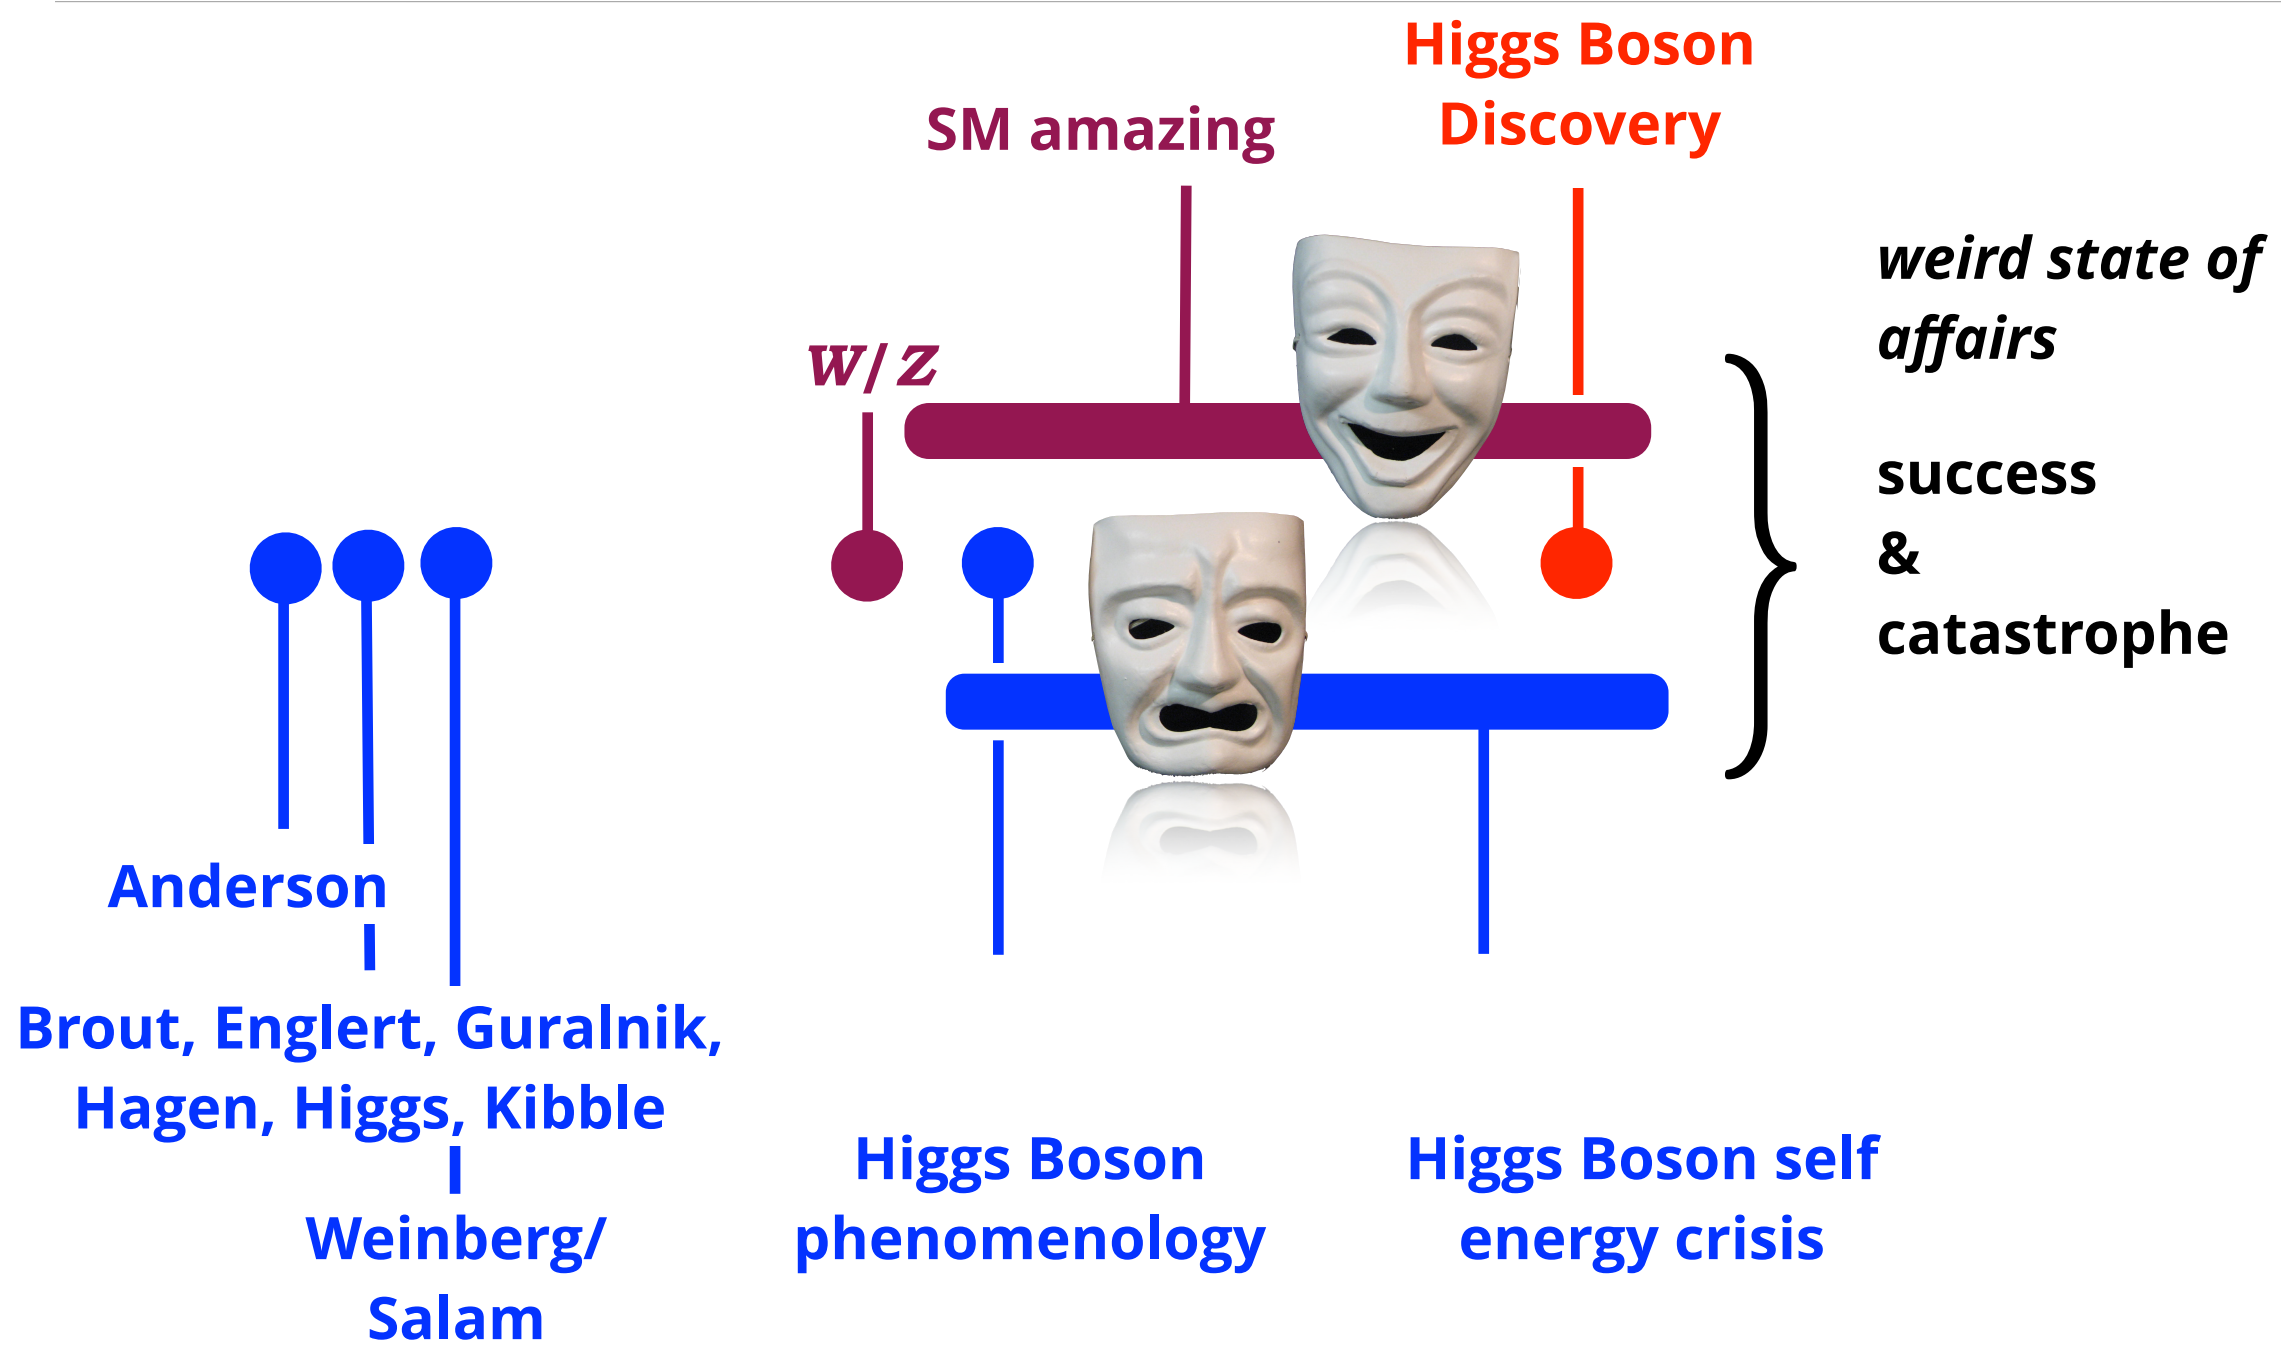 Higgs Boson
Discovery
SM amazing
W/Z
weird state of
affairs
success
&
catastrophe
Anderson
Brout, Englert, Guralnik,
Hagen, Higgs, Kibble
Weinberg/
Salam
Higgs Boson
phenomenology
Higgs Boson self
energy crisis